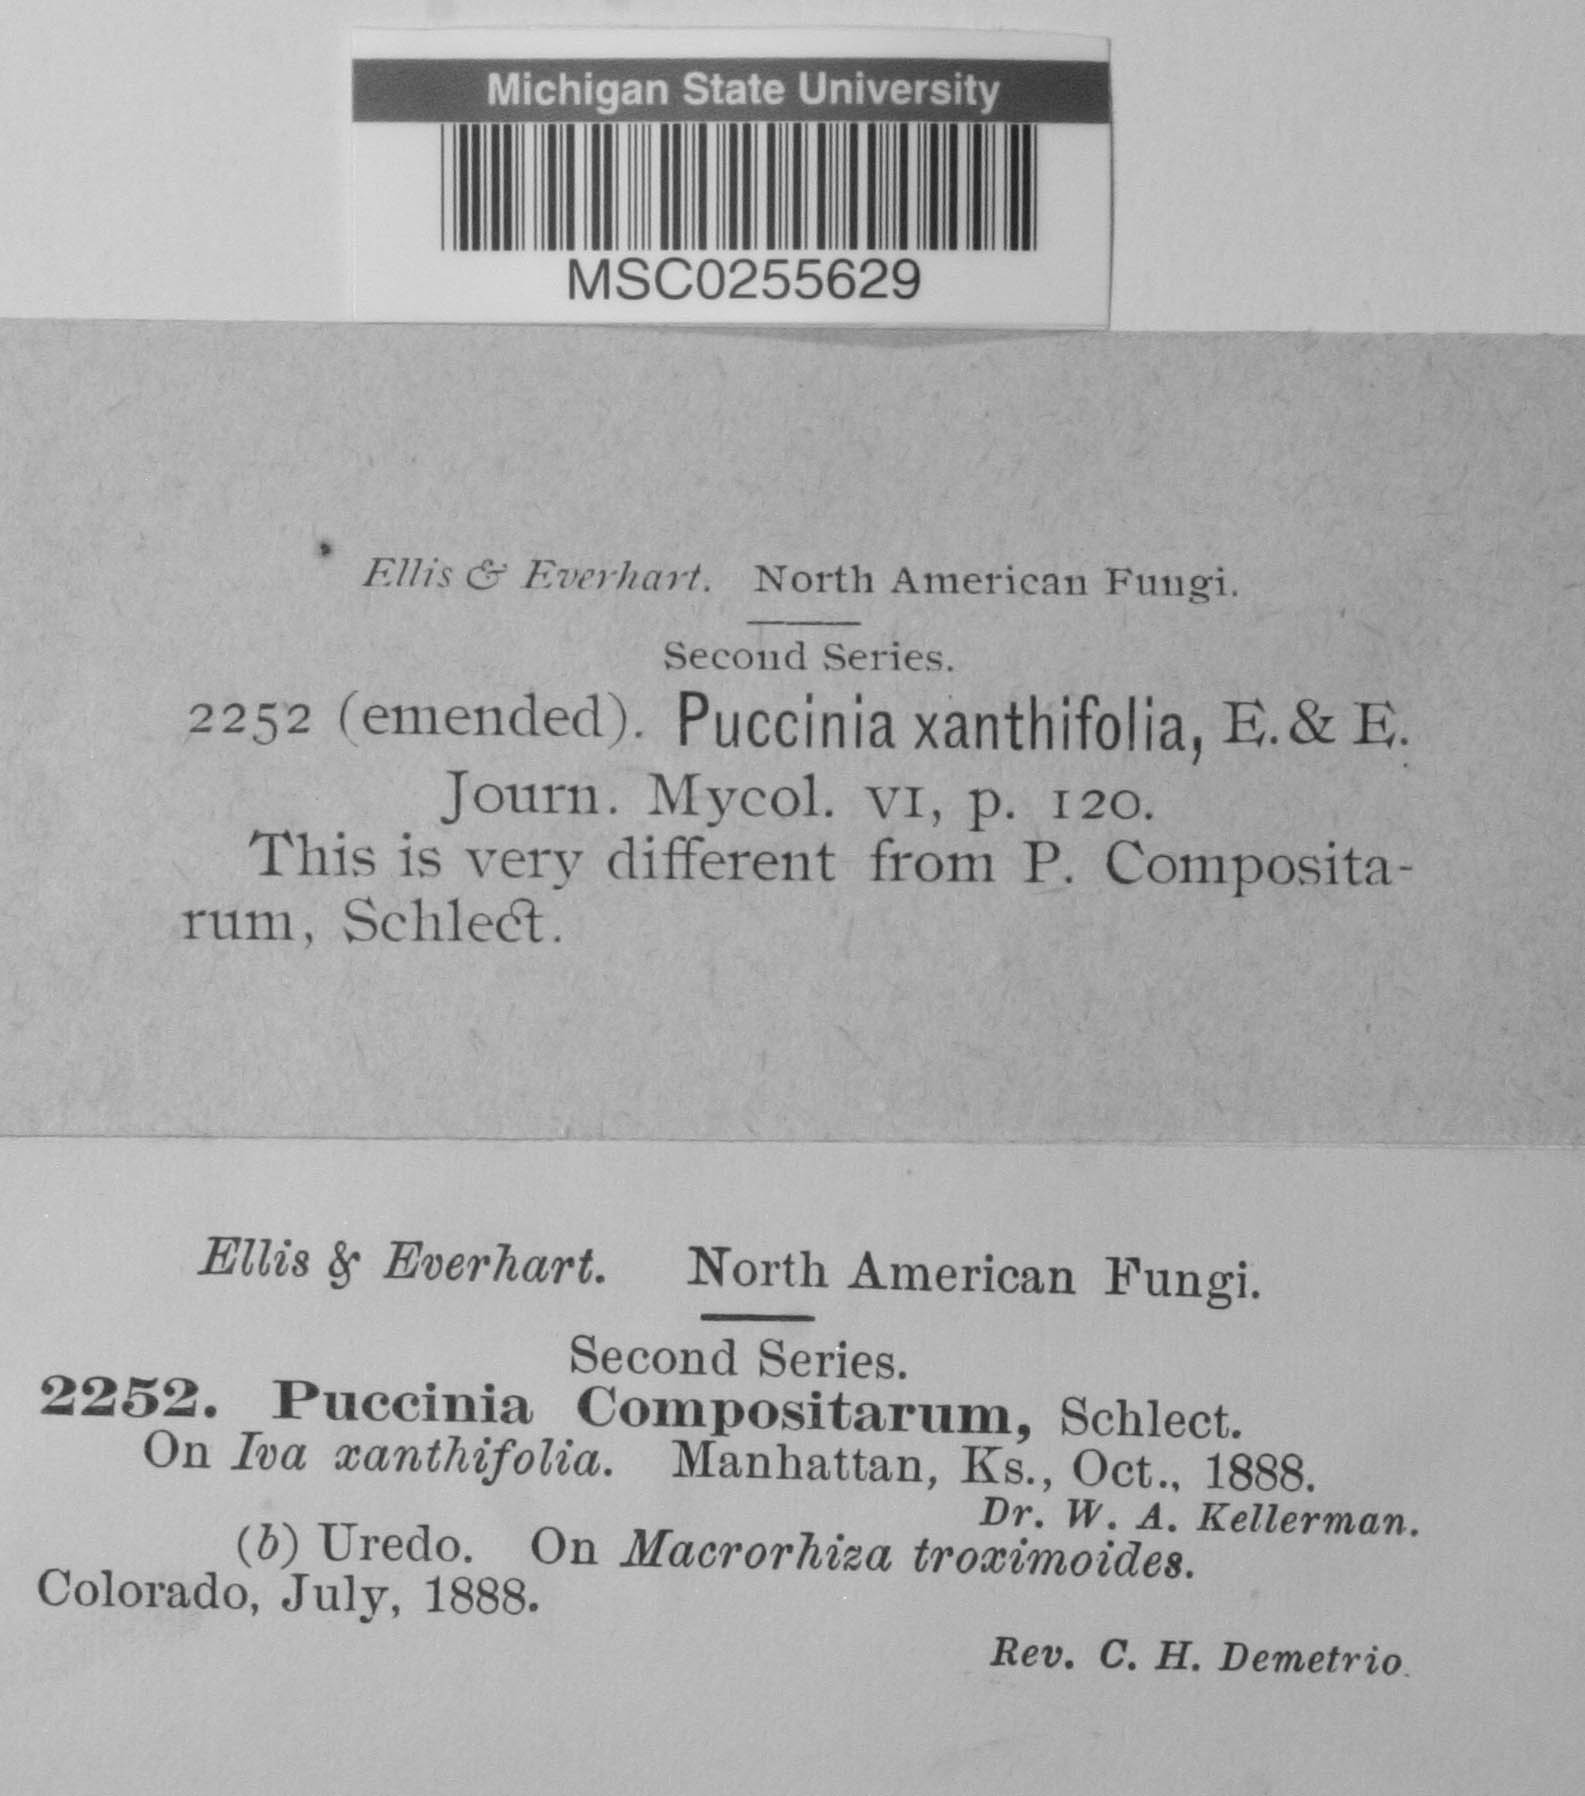 Michigan State University
MSC0255629
Ellis & Everhart. North American Fungi.
Second Series.
2252 (emended). Puccinia xanthifolia, E. & E.
Journ. Mycol. VI, p. 120.
This is very different from P. Composita-
rum, Schlect.
Ellis & Everhart. North American Fungi.
Second Series.
2252. Puccinia Compositarum, Schlect.
On Iva xanthifolia. Manhattan, Ks., Oct., 1888.
Dr. W. A. Kellerman.
(b) Uredo. On Macrorhiza troximoides.
Colorado, July, 1888.
Rev. C. H. Demetrio.